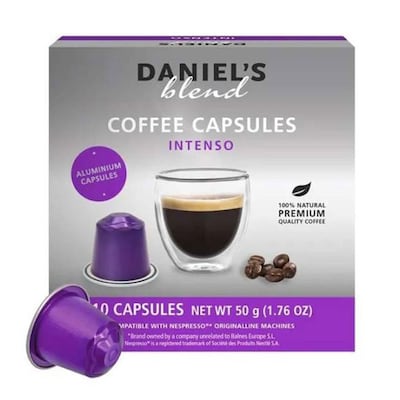 INTENSO
DANIEL'S
blend
COFFEE CAPSULES
INTENSO
ALUMINIUM
CAPSULES
100% NATURAL
PREMIUM
QUALITY COFFEE
10 CAPSULES NET WT 50 g (1.76 OZ)
COMPATIBLE WITH NESPRESSO®* ORIGINALLINE MACHINES
*Brand owned by a company unrelated to Balnes Europe S.L.
Nespresso® is a registered trademark of Société des Produits Nestlé S.A.